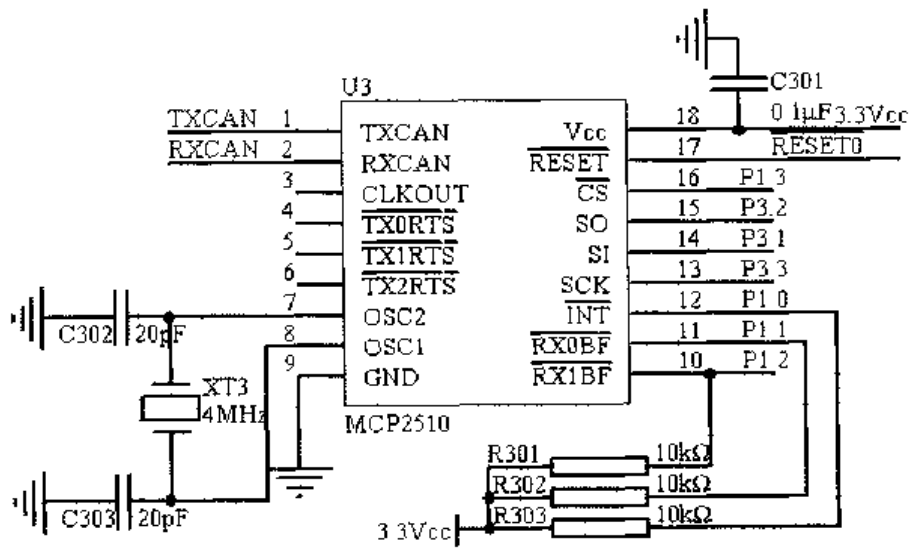 C301
U3
0.1μF 3.3Vcc
TXCAN 1 TXCAN Vcc 18
RXCAN 2 RXCAN RESET 17 RESET0
3 CLKOUT CS 16 P1.3
4 TX0RTS SO 15 P3.2
5 TX1RTS SI 14 P3.1
6 TX2RTS SCK 13 P3.3
7 OSC2 INT 12 P1.0
C302 20pF 8 OSC1 RX0BF 11 P1.1
9 GND RX1BF 10 P1.2
XT3
4MHz
MCP2510
R301 10kΩ
R302 10kΩ
C303 20pF R303 10kΩ
3.3Vcc